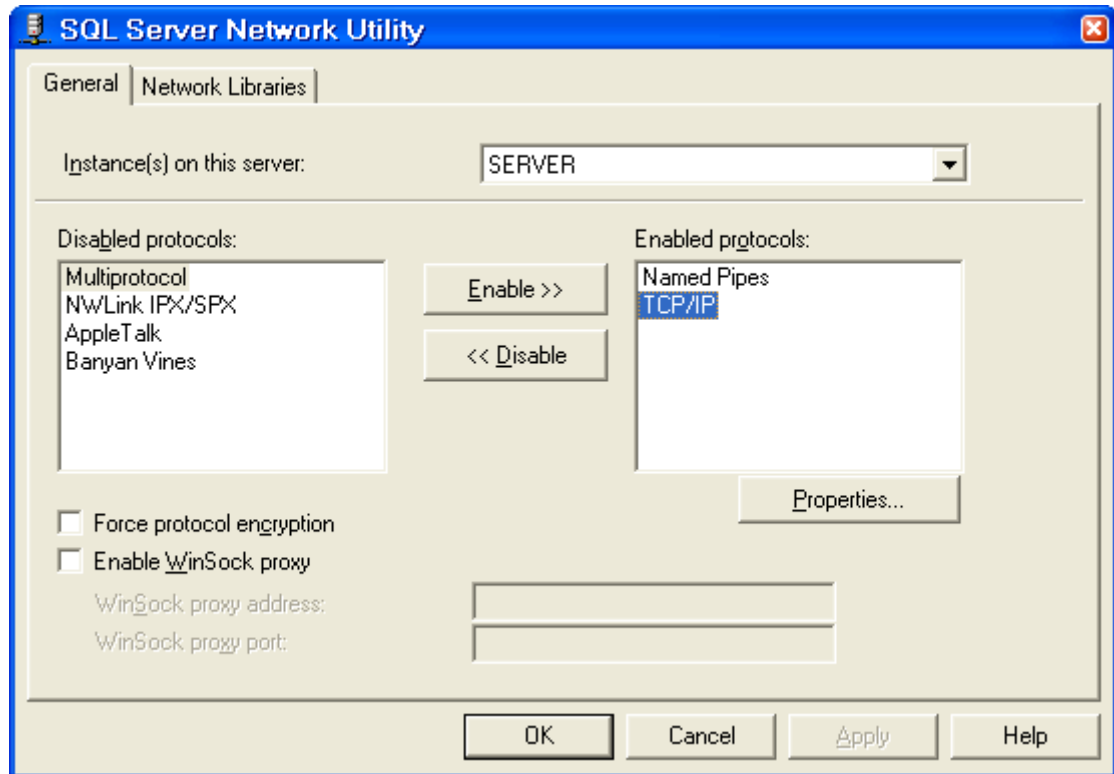 SQL Server Network Utility
General
Network Libraries
Instance(s) on this server:
SERVER
Disabled protocols:
Enabled protocols:
Multiprotocol
NWLink IPX/SPX
AppleTalk
Banyan Vines
Enable >>
<< Disable
Named Pipes
TCP/IP
Properties...
Force protocol encryption
Enable WinSock proxy
WinSock proxy address:
WinSock proxy port:
OK
Cancel
Apply
Help